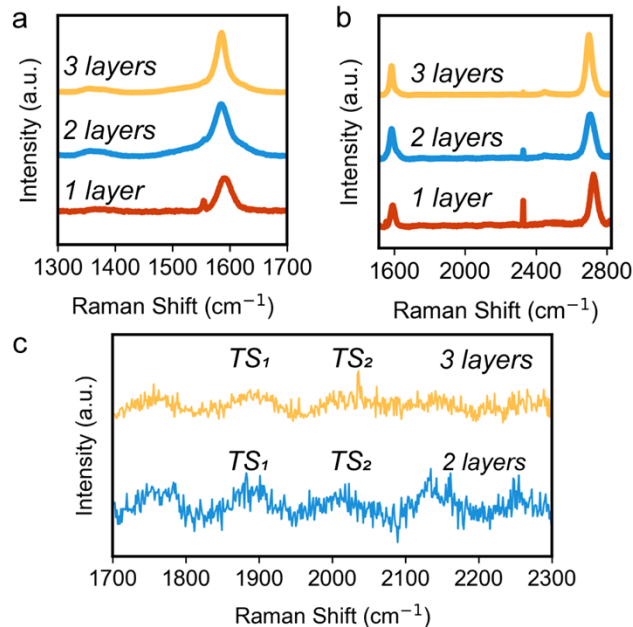 a
3 layers
2 layers
1 layer
Intensity (a.u.)
1300 1400 1500 1600 1700
Raman Shift (cm⁻¹)
b
3 layers
2 layers
1 layer
Intensity (a.u.)
1600 2000 2400 2800
Raman Shift (cm⁻¹)
c
TS₁ TS₂ 3 layers
TS₁ TS₂ 2 layers
Intensity (a.u.)
1700 1800 1900 2000 2100 2200 2300
Raman Shift (cm⁻¹)